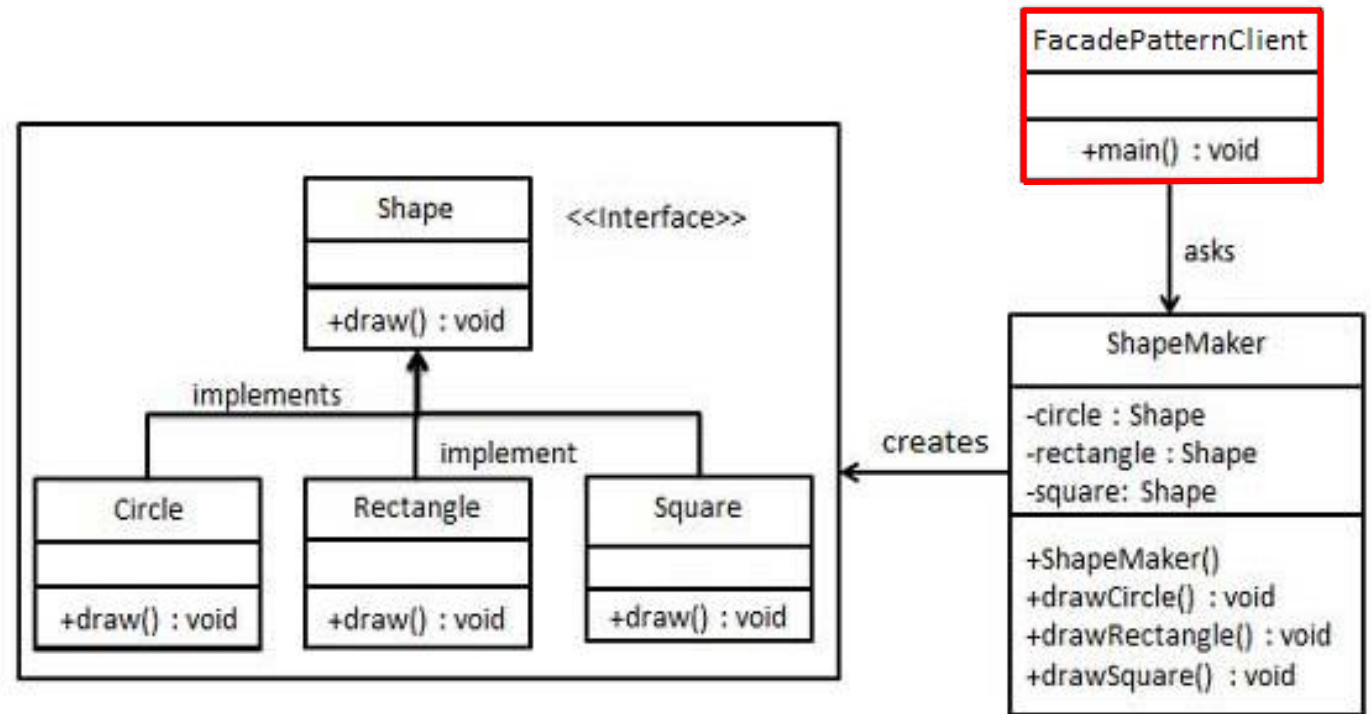 FacadePatternClient
+main() : void
asks
Shape
<<Interface>>
+draw() : void
implements
implement
Circle
+draw() : void
Rectangle
+draw() : void
Square
+draw() : void
creates
ShapeMaker
-circle : Shape
-rectangle : Shape
-square: Shape
+ShapeMaker()
+drawCircle() : void
+drawRectangle() : void
+drawSquare() : void